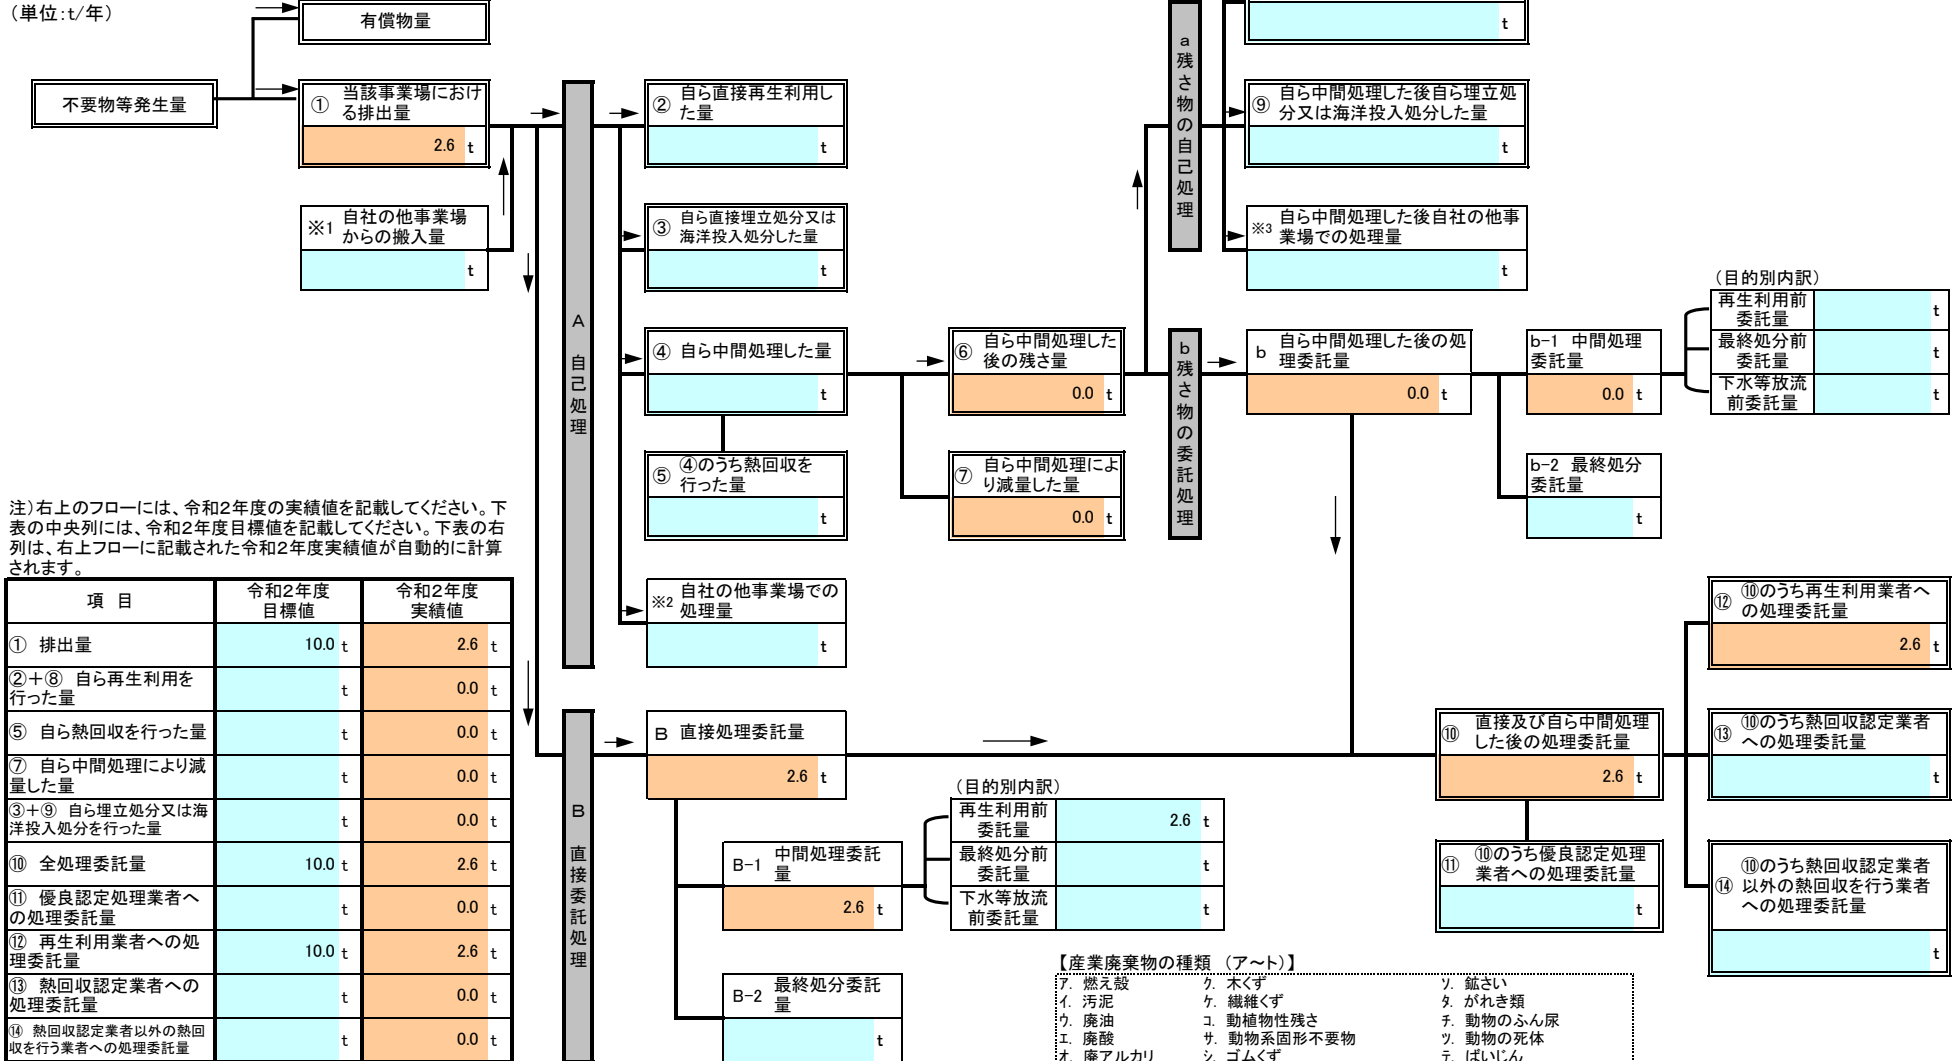 (単位:t/年)
有償物量
不要物等発生量
① 当該事業場におけ
る排出量
2.6 t
※1 自社の他事業場
からの搬入量
t
A 自己処理
② 自ら直接再生利用し
た量
t
③ 自ら直接埋立処分又は
海洋投入処分した量
t
④ 自ら中間処理した量
t
⑤ ④のうち熱回収を
行った量
t
※2 自社の他事業場での
処理量
t
⑥ 自ら中間処理した
後の残さ量
0.0 t
⑦ 自ら中間処理によ
り減量した量
0.0 t
a 残さ物の自己処理
t
⑨ 自ら中間処理した後自ら埋立処
分又は海洋投入処分した量
t
※3 自ら中間処理した後自社の他事
業場での処理量
t
b 残さ物の委託処理
b 自ら中間処理した後の処
理委託量
0.0 t
b-1 中間処理
委託量
0.0 t
b-2 最終処分
委託量
t
(目的別内訳)
再生利用前
委託量
t
最終処分前
委託量
t
下水等放流
前委託量
t
注)右上のフローには、令和2年度の実績値を記載してください。下
表の中央列には、令和2年度目標値を記載してください。下表の右
列は、右上フローに記載された令和2年度実績値が自動的に計算
されます。
項 目 令和2年度
目標値 令和2年度
実績値
① 排出量 10.0 t 2.6 t
②+⑧ 自ら再生利用を
行った量 t 0.0 t
⑤ 自ら熱回収を行った量 t 0.0 t
⑦ 自ら中間処理により減
量した量 t 0.0 t
③+⑨ 自ら埋立処分又は海
洋投入処分を行った量 t 0.0 t
⑩ 全処理委託量 10.0 t 2.6 t
⑪ 優良認定処理業者へ
の処理委託量 t 0.0 t
⑫ 再生利用業者への処
理委託量 10.0 t 2.6 t
⑬ 熱回収認定業者への
処理委託量 t 0.0 t
⑭ 熱回収認定業者以外の熱回
収を行う業者への処理委託量 t 0.0 t
B 直接委託処理
B 直接処理委託量
2.6 t
B-1 中間処理委託
量
2.6 t
B-2 最終処分委託
量
t
(目的別内訳)
再生利用前
委託量
2.6 t
最終処分前
委託量
t
下水等放流
前委託量
t
⑩ 直接及び自ら中間処理
した後の処理委託量
2.6 t
⑪ ⑩のうち優良認定処理
業者への処理委託量
t
⑫ ⑩のうち再生利用業者へ
の処理委託量
2.6 t
⑬ ⑩のうち熱回収認定業者
への処理委託量
t
⑭ ⑩のうち熱回収認定業者
以外の熱回収を行う業者
への処理委託量
t
【産業廃棄物の種類 (ア~ト)】
ア. 燃え殻 ク. 木くず ソ. 鉱さい
イ. 汚泥 ケ. 繊維くず タ. がれき類
ウ. 廃油 コ. 動植物性残さ チ. 動物のふん尿
エ. 廃酸 サ. 動物系固形不要物 ツ. 動物の死体
オ. 廃アルカリ シ. ゴムくず テ. ばいじん